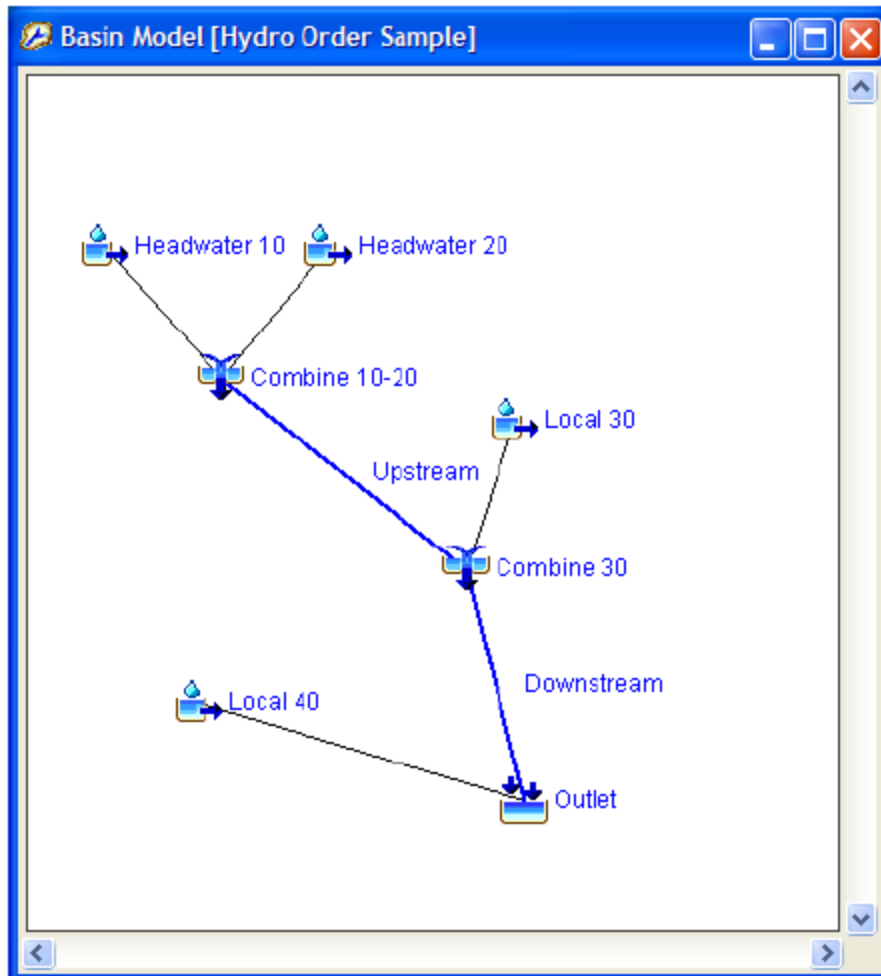 Basin Model [Hydro Order Sample]
Headwater 10
Headwater 20
Combine 10-20
Local 30
Upstream
Combine 30
Downstream
Local 40
Outlet